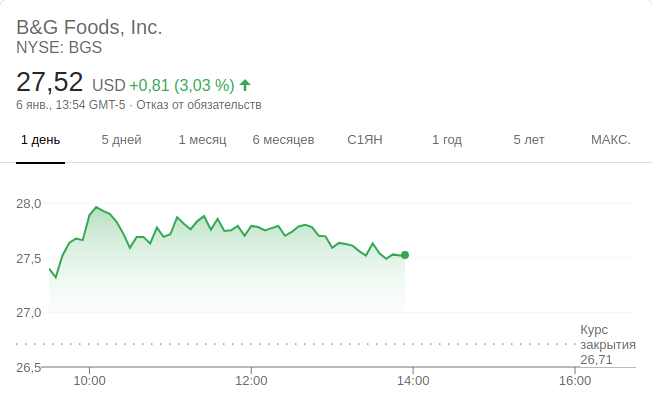 B&G Foods, Inc.
NYSE: BGS
27,52 USD +0,81 (3,03 %)
6 янв., 13:54 GMT-5 · Отказ от обязательств
1 день 5 дней 1 месяц 6 месяцев С1ЯН 1 год 5 лет МАКС.
28,0
27,5
27,0
Курс
закрытия
26,71
26,5
10:00 12:00 14:00 16:00